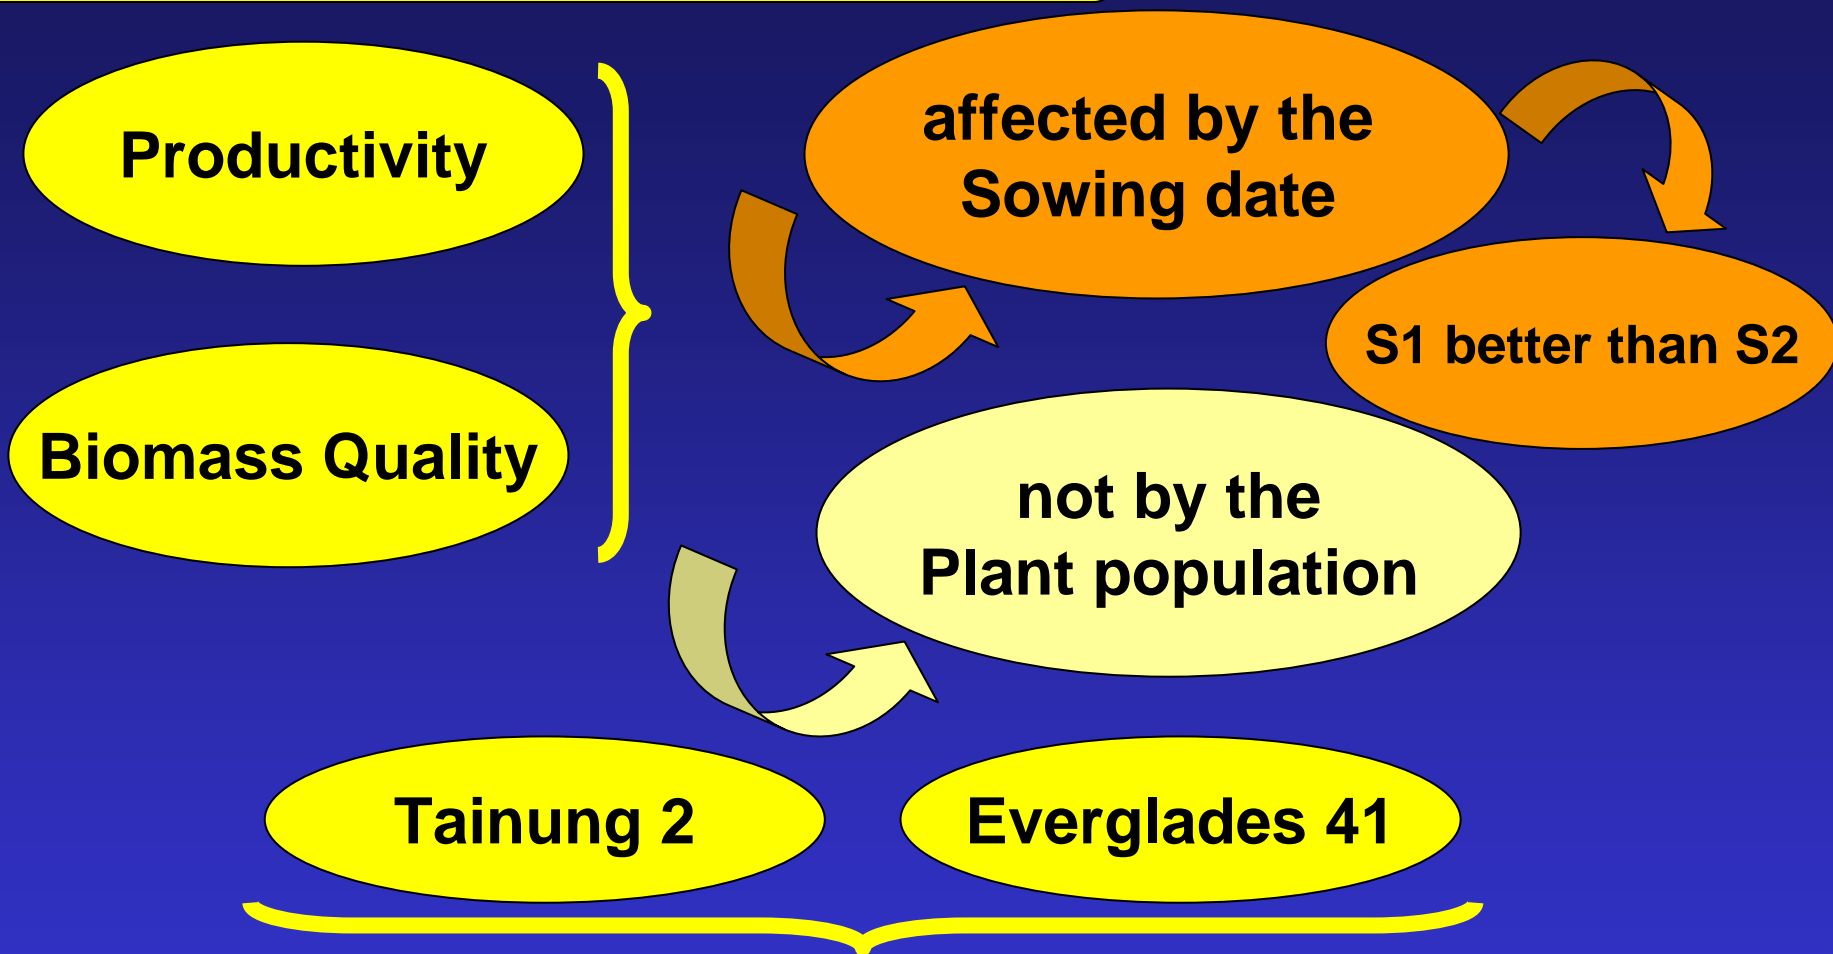 Productivity
affected by the
Sowing date
S1 better than S2
Biomass Quality
not by the
Plant population
Tainung 2
Everglades 41